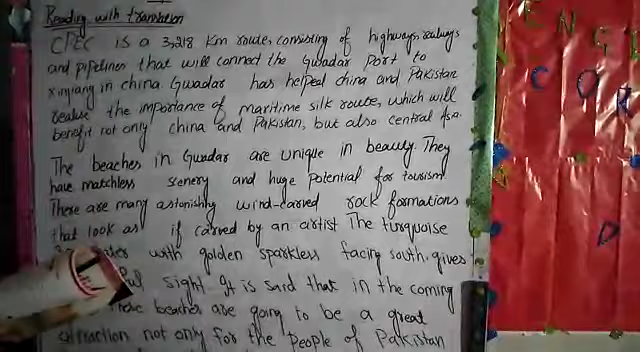 Reading with translation
CPEC is a 3,218 Km route, consisting of highways, railways
and pipelines that will connect the Gwadar Port to
xinjiang in china. Gwadar has helped china and Pakistan
realise the importance of maritime silk route, which will
benefit not only china and Pakistan, but also central Asa.
The beaches in Gwadar are unique in beauty. They
have matchless scenery and huge Potential for tourism.
There are many astonishing wind-carved rock formations
that look as if carved by an artist The turquoise
with golden sparkless facing south, gives
sight. It is said that in the coming
beaches are going to be a great
attraction not only for the People of Pakistan
ENGL
COR
D